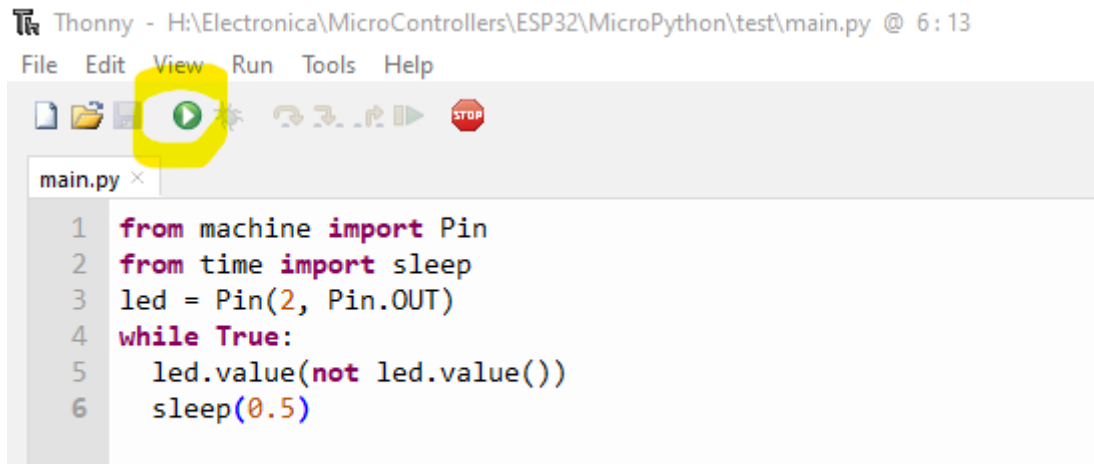 Th Thonny - H:\Electronica\MicroControllers\ESP32\MicroPython\test\main.py @ 6:13
File Edit View Run Tools Help
STOP
main.py ×
1 from machine import Pin
2 from time import sleep
3 led = Pin(2, Pin.OUT)
4 while True:
5   led.value(not led.value())
6   sleep(0.5)